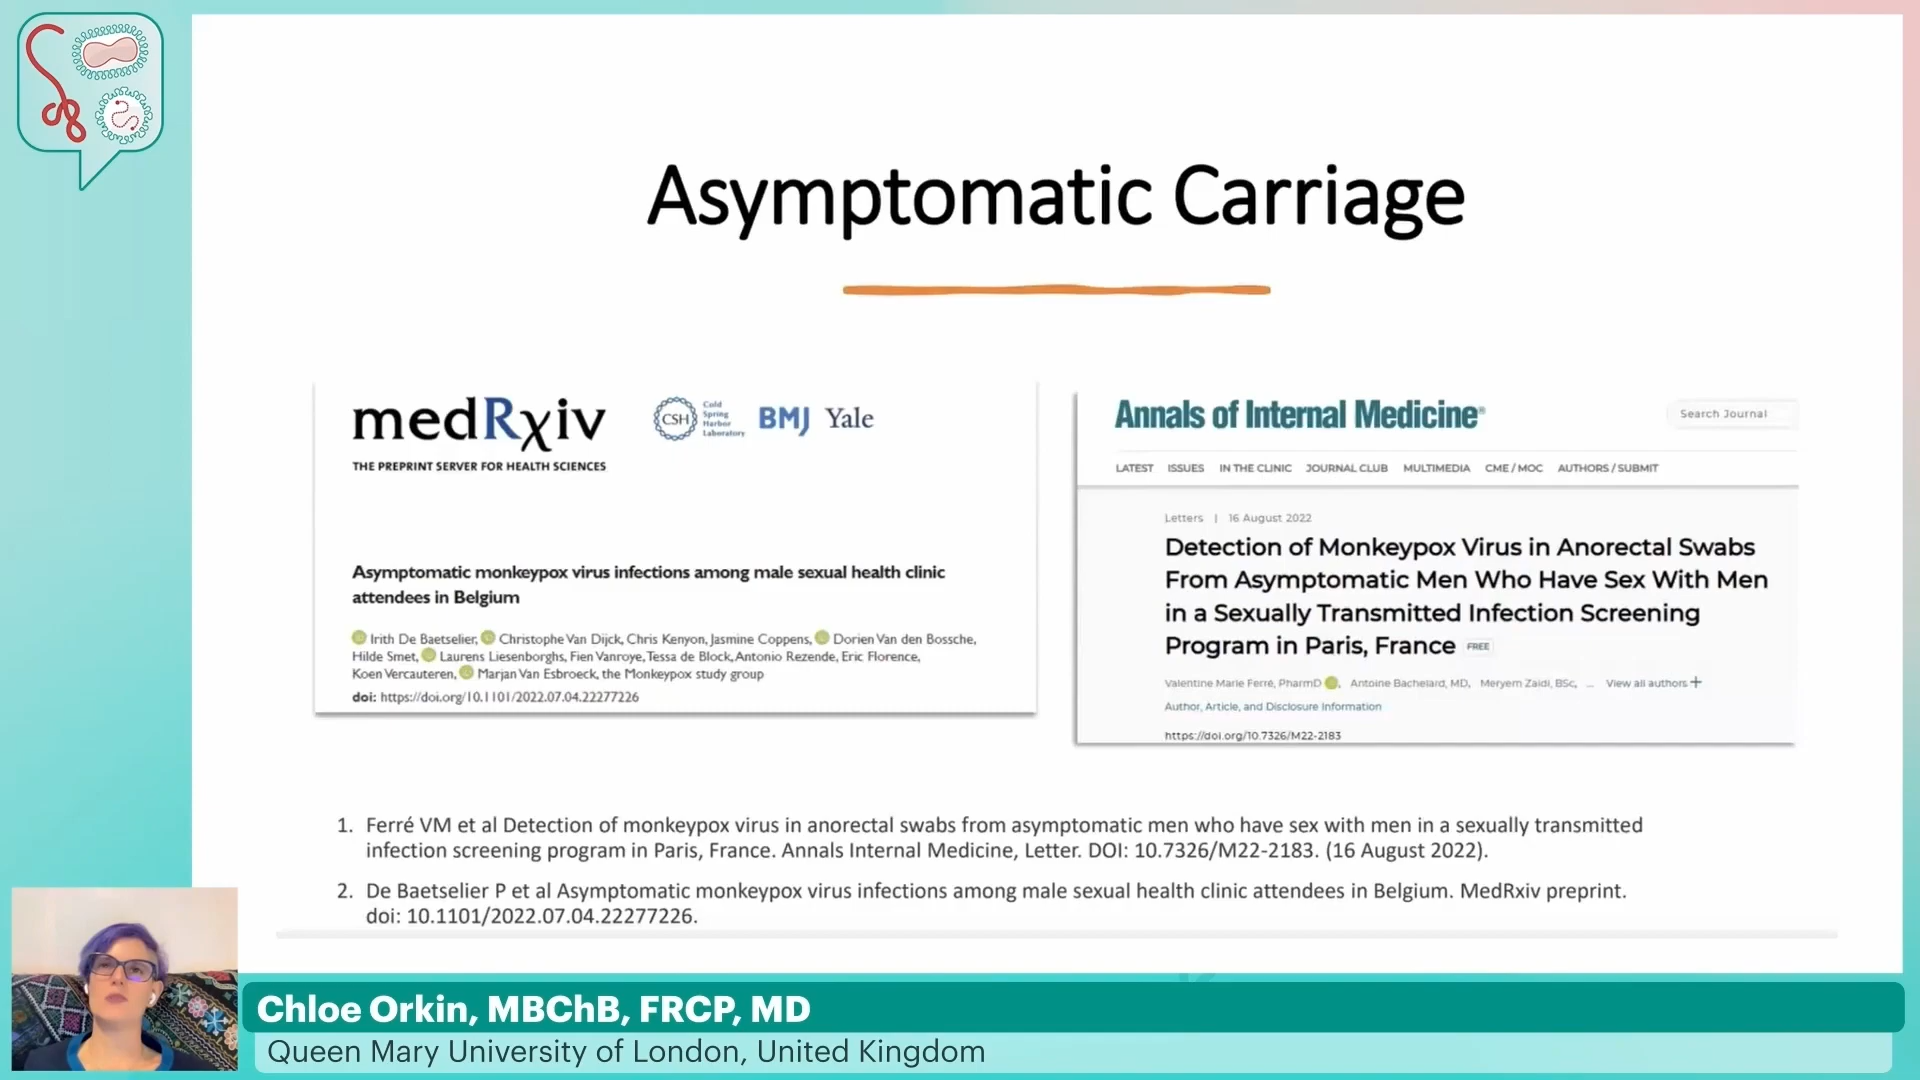 Asymptomatic Carriage
medRxiv
THE PREPRINT SERVER FOR HEALTH SCIENCES
CSH
Cold
Spring
Harbor
Laboratory
BMJ Yale
Asymptomatic monkeypox virus infections among male sexual health clinic
attendees in Belgium
Irith De Baetselier, Christophe Van Dijck, Chris Kenyon, Jasmine Coppens, Dorien Van den Bossche,
Hilde Smet, Laurens Liesenborghs, Fien Vanroye, Tessa de Block, Antonio Rezende, Eric Florence,
Koen Vercauteren, Marjan Van Esbroeck, the Monkeypox study group
doi: https://doi.org/10.1101/2022.07.04.22277226
Annals of Internal Medicine®
Search Journal
LATEST ISSUES IN THE CLINIC JOURNAL CLUB MULTIMEDIA CME / MOC AUTHORS / SUBMIT
Letters | 16 August 2022
Detection of Monkeypox Virus in Anorectal Swabs
From Asymptomatic Men Who Have Sex With Men
in a Sexually Transmitted Infection Screening
Program in Paris, France FREE
Valentine Marie Ferré, PharmD, Antoine Bachelard, MD, Meryem Zaidi, BSc, ... View all authors +
Author, Article, and Disclosure Information
https://doi.org/10.7326/M22-2183
1. Ferré VM et al Detection of monkeypox virus in anorectal swabs from asymptomatic men who have sex with men in a sexually transmitted
infection screening program in Paris, France. Annals Internal Medicine, Letter. DOI: 10.7326/M22-2183. (16 August 2022).
2. De Baetselier P et al Asymptomatic monkeypox virus infections among male sexual health clinic attendees in Belgium. MedRxiv preprint.
doi: 10.1101/2022.07.04.22277226.
Chloe Orkin, MBChB, FRCP, MD
Queen Mary University of London, United Kingdom